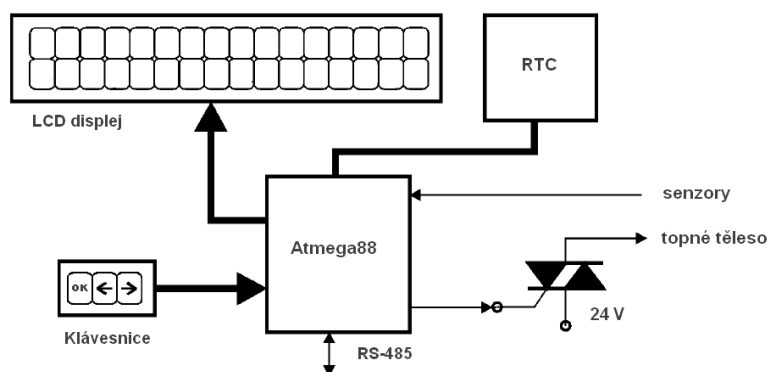 RTC
LCD displej
senzory
Atmega88
topné těleso
OK
24 V
Klávesnice
RS-485